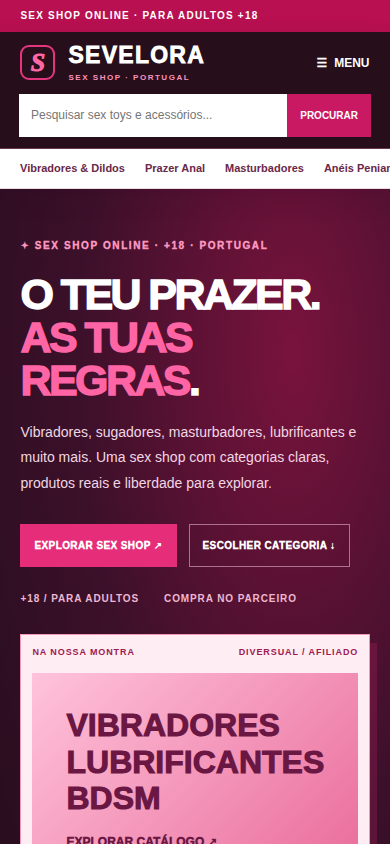 SEX SHOP ONLINE · PARA ADULTOS +18
S
SEVELORA
SEX SHOP · PORTUGAL
☰ MENU
Pesquisar sex toys e acessórios...
PROCURAR
Vibradores & Dildos Prazer Anal Masturbadores Anéis Peniar
✦ SEX SHOP ONLINE · +18 · PORTUGAL
O TEU PRAZER.
AS TUAS
REGRAS.
Vibradores, sugadores, masturbadores, lubrificantes e
muito mais. Uma sex shop com categorias claras,
produtos reais e liberdade para explorar.
EXPLORAR SEX SHOP ↗
ESCOLHER CATEGORIA ↓
+18 / PARA ADULTOS COMPRA NO PARCEIRO
NA NOSSA MONTRA
DIVERSUAL / AFILIADO
VIBRADORES
LUBRIFICANTES
BDSM
EXPLORAR CATÁLOGO ↗